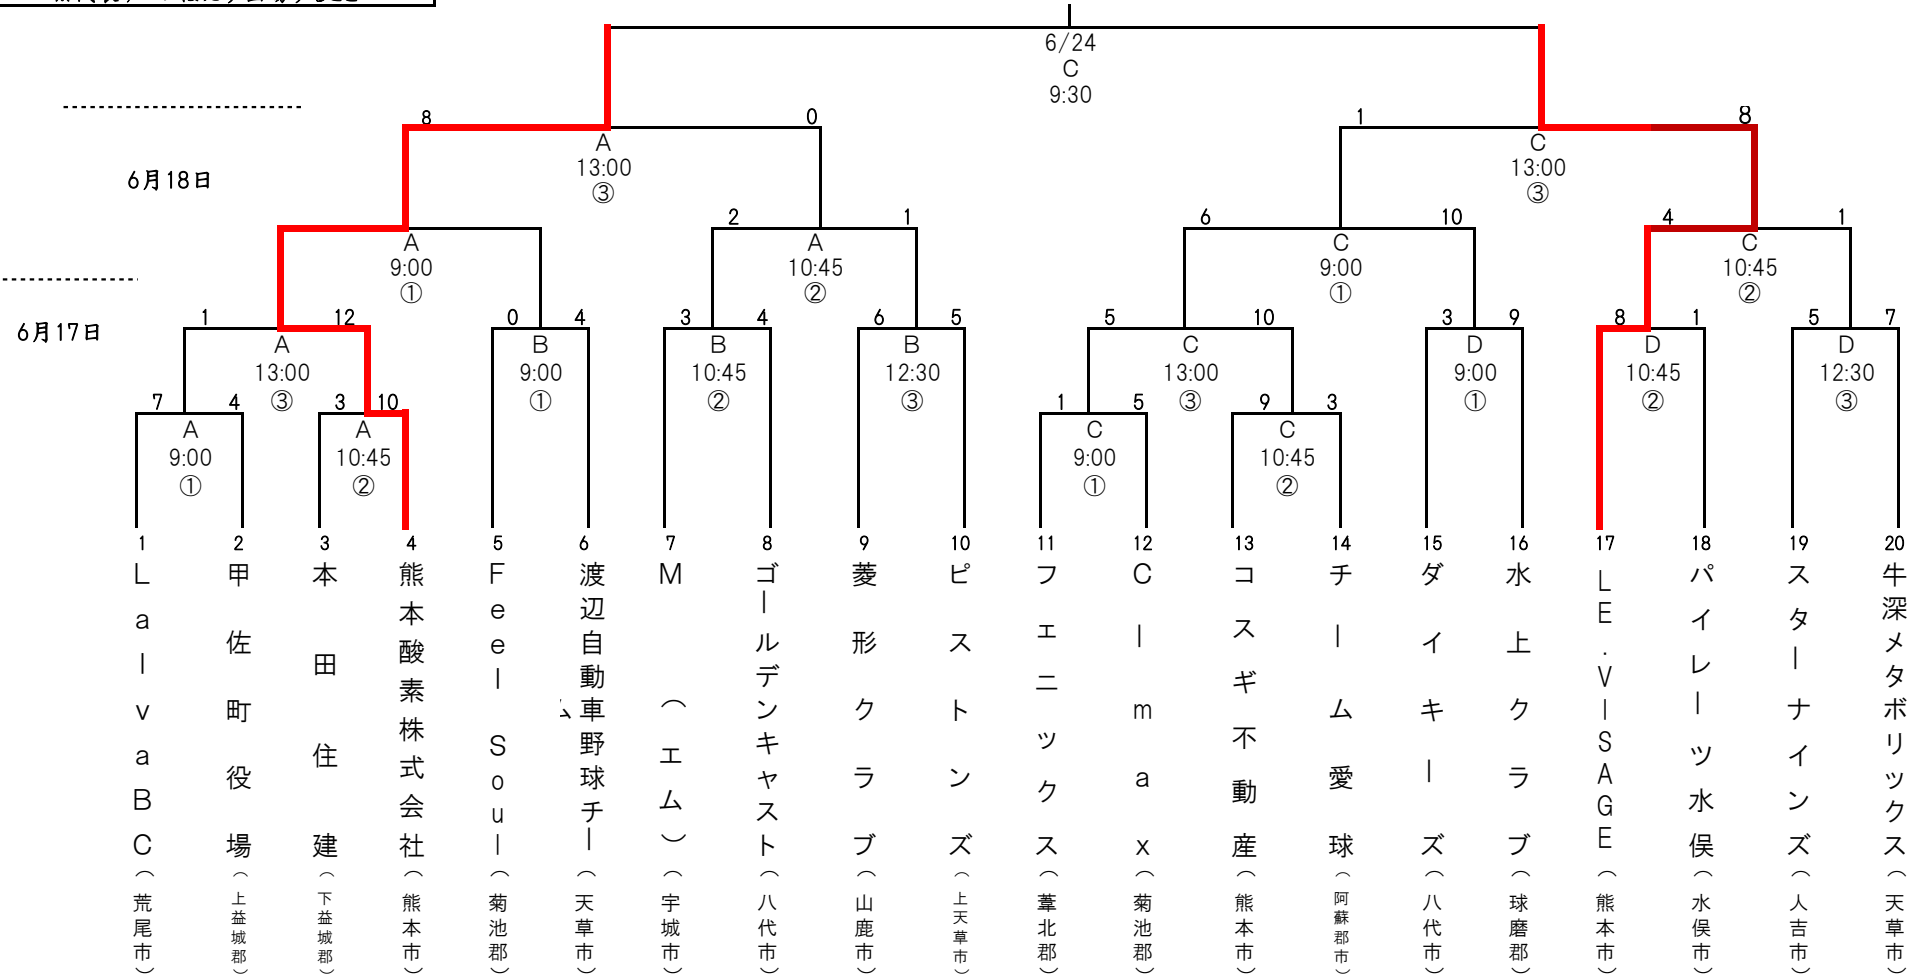 6/24
C
9:30
8
0
1
8
A
13:00
③
C
13:00
③
6月18日
2
1
6
10
4
1
A
9:00
①
A
10:45
②
C
9:00
①
C
10:45
②
6月17日
1
12
0
4
3
4
6
5
5
10
3
9
8
1
5
7
A
13:00
③
B
9:00
①
B
10:45
②
B
12:30
③
C
13:00
③
D
9:00
①
D
10:45
②
D
12:30
③
7
4
3
10
1
5
9
3
A
9:00
①
A
10:45
②
C
9:00
①
C
10:45
②
1
LalvaBC(荒尾市)
2
甲佐町役場(上益城郡)
3
本田住建(下益城郡)
4
熊本酸素株式会社(熊本市)
5
Feel Soul(菊池郡)
6
渡辺自動車野球チーム(天草市)
7
M(エム)(宇城市)
8
ゴールデンキャスト(八代市)
9
菱形クラブ(山鹿市)
10
ピストンズ(上天草市)
11
フェニックス(葦北郡)
12
Climax(菊池郡)
13
コスギ不動産(熊本市)
14
チーム愛球(阿蘇郡市)
15
ダイキーズ(八代市)
16
水上クラブ(球磨郡)
17
LE.VISAGE(熊本市)
18
パイレーツ水俣(水俣市)
19
スターナインズ(人吉市)
20
牛深メタボリックス(天草市)